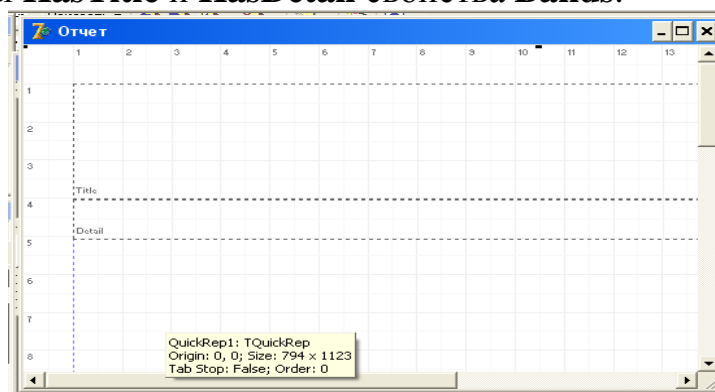 HasTitle и HasDetail свойства Bands.
Отчет
1 2 3 4 5 6 7 8 9 10 11 12 13
1
2
3
Title
4
Detail
5
6
7
QuickRep1: TQuickRep
Origin: 0, 0; Size: 794 x 1123
8
Tab Stop: False; Order: 0